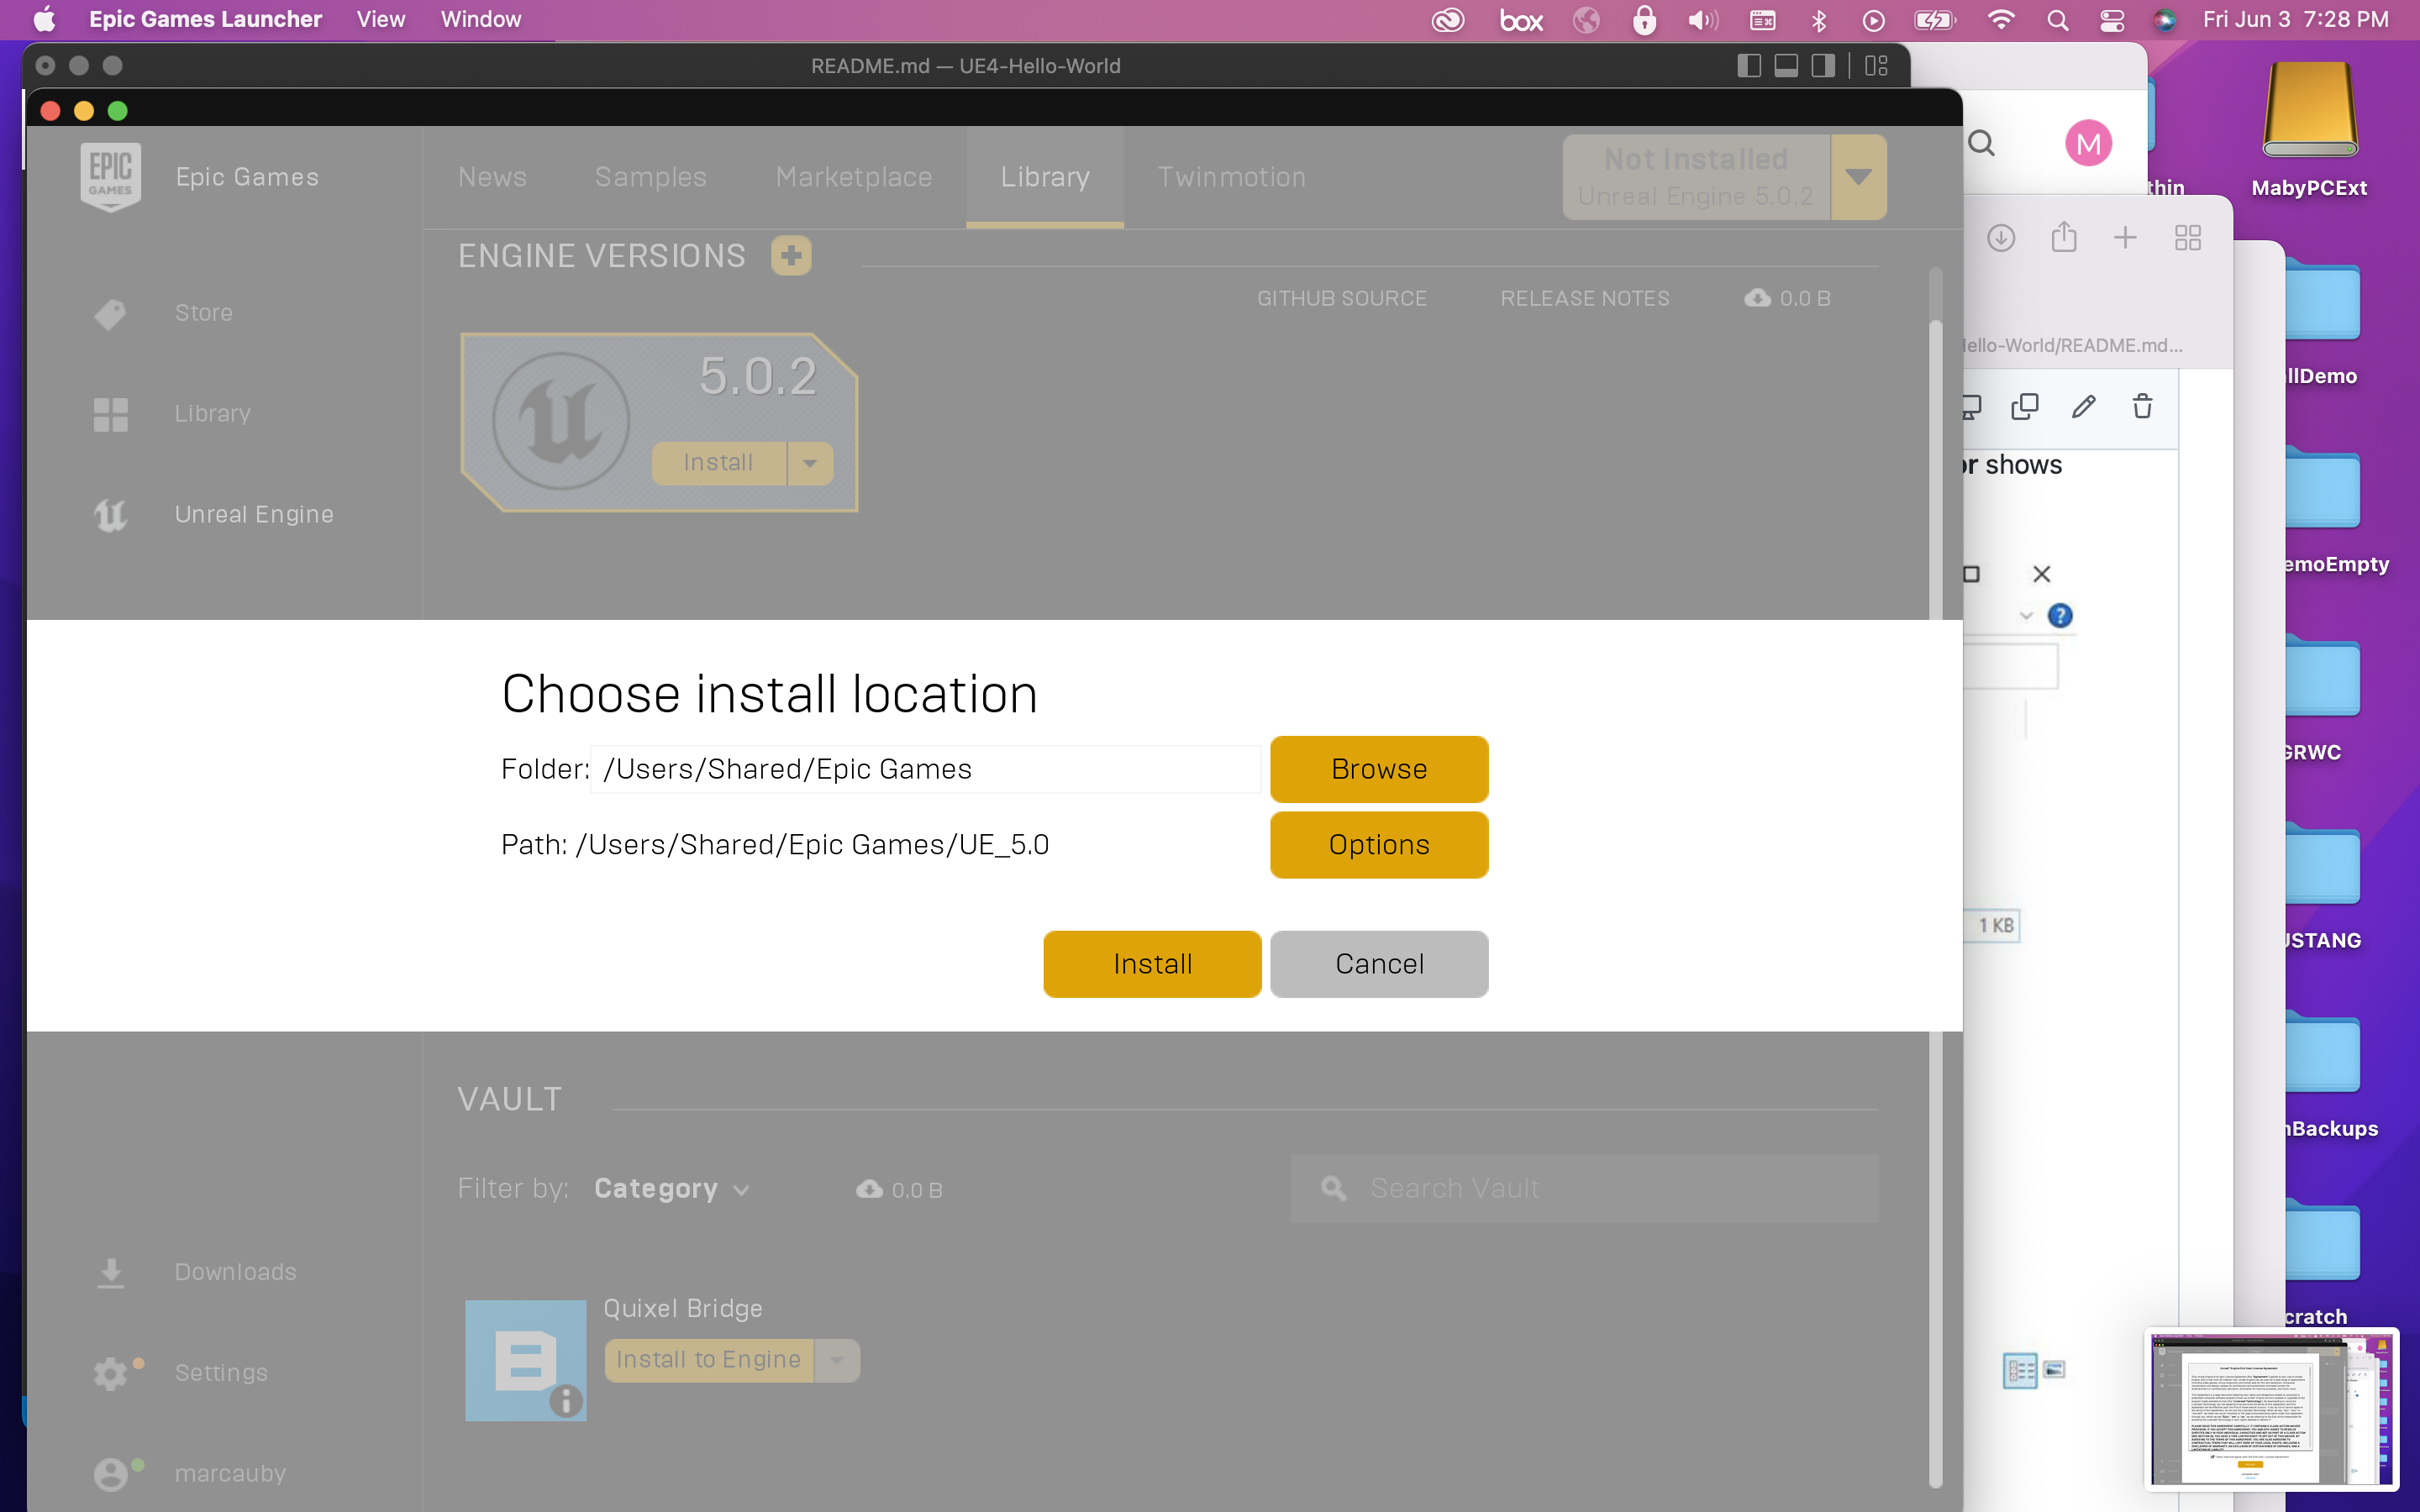 Epic Games Launcher View Window
box
Fri Jun 3 7:28 PM
README.md — UE4-Hello-World
EPIC
GAMES
Epic Games
News
Samples
Marketplace
Library
Twinmotion
Not Installed
Unreal Engine 5.0.2
M
thin
MabyPCExt
ENGINE VERSIONS
GITHUB SOURCE
RELEASE NOTES
0.0 B
Store
Library
Unreal Engine
5.0.2
Install
Hello-World/README.md...
or shows
llDemo
emoEmpty
GRWC
USTANG
nBackups
cratch
1 KB
Choose install location
Folder: /Users/Shared/Epic Games
Browse
Path: /Users/Shared/Epic Games/UE_5.0
Options
Install
Cancel
VAULT
Filter by: Category
0.0 B
Search Vault
Quixel Bridge
Install to Engine
Downloads
Settings
marcauby